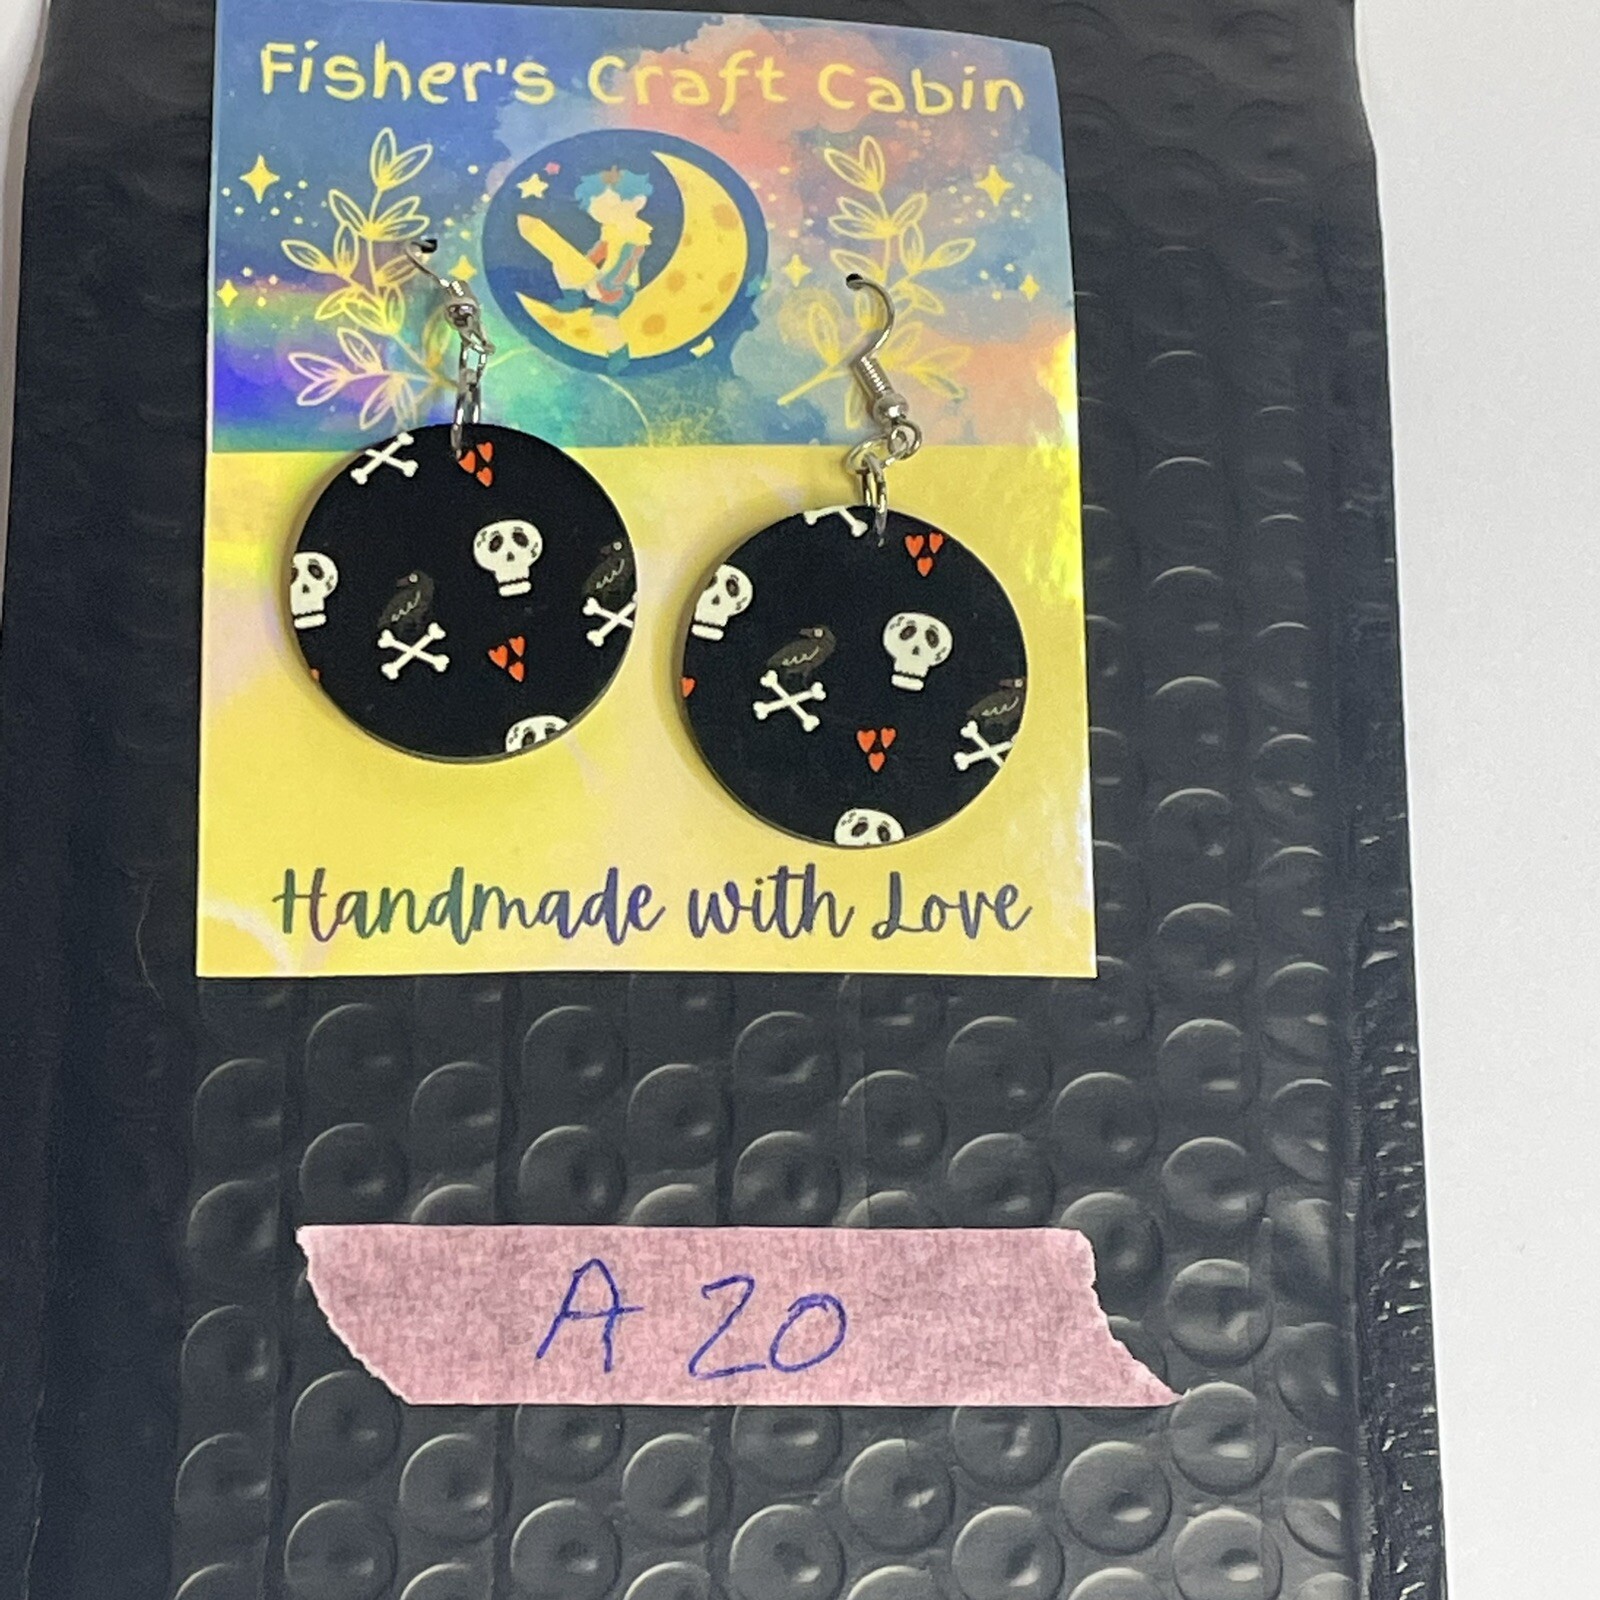 Fisher's Craft Cabin
Handmade with Love
A 20